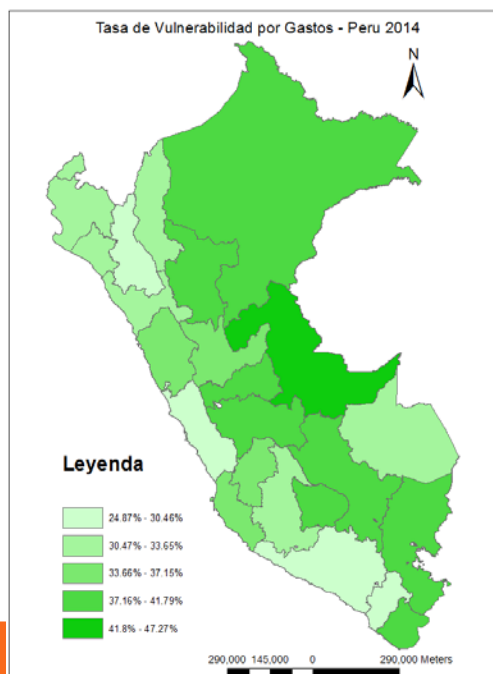 Tasa de Vulnerabilidad por Gastos - Peru 2014
N
Leyenda
24.87% - 30.46%
30.47% - 33.65%
33.66% - 37.15%
37.16% - 41.79%
41.8% - 47.27%
290,000 145,000 0 290,000 Meters